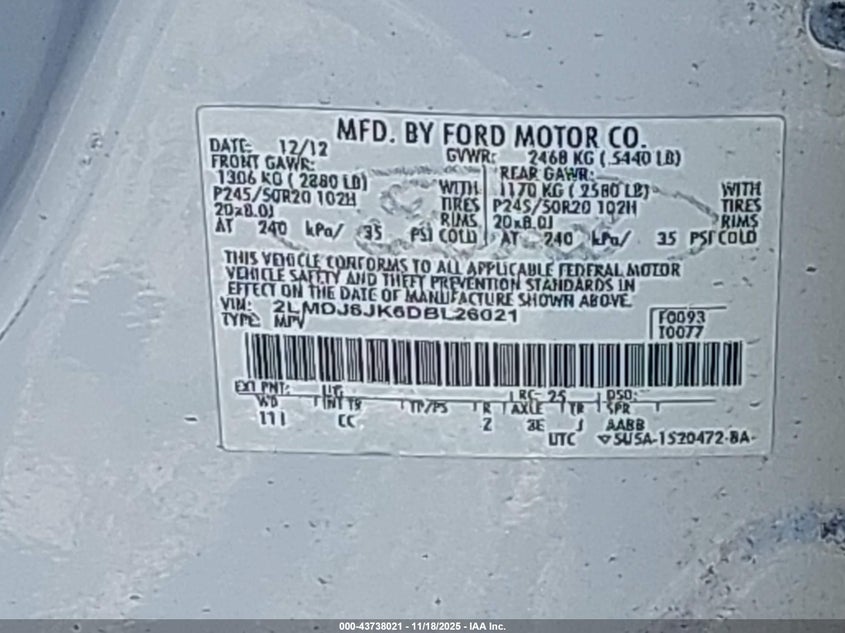 MFD. BY FORD MOTOR CO.
DATE: 12/12 GVWR: 2468 KG ( 5440 LB)
FRONT GAWR: REAR GAWR:
1306 KG ( 2880 LB) WITH 1170 KG ( 2580 LB) WITH
P245/50R20 102H TIRES P245/50R20 102H TIRES
20x8.0J RIMS 20x8.0J RIMS
AT 240 kPa/ 35 PSI COLD AT 240 kPa/ 35 PSI COLD
THIS VEHICLE CONFORMS TO ALL APPLICABLE FEDERAL MOTOR
VEHICLE SAFETY AND THEFT PREVENTION STANDARDS IN
EFFECT ON THE DATE OF MANUFACTURE SHOWN ABOVE.
VIN: 2LMDJ6JK6DBL26021 F0093
TYPE: MPV T0077
EXT PNT: UG RC: 25 DSO:
WD INT TR TP/PS R AXLE TR SPR
111 CC 2 3E J AABB
UTC 5U5A-1520472-BA
000-43738021 - 11/18/2025 - IAA Inc.